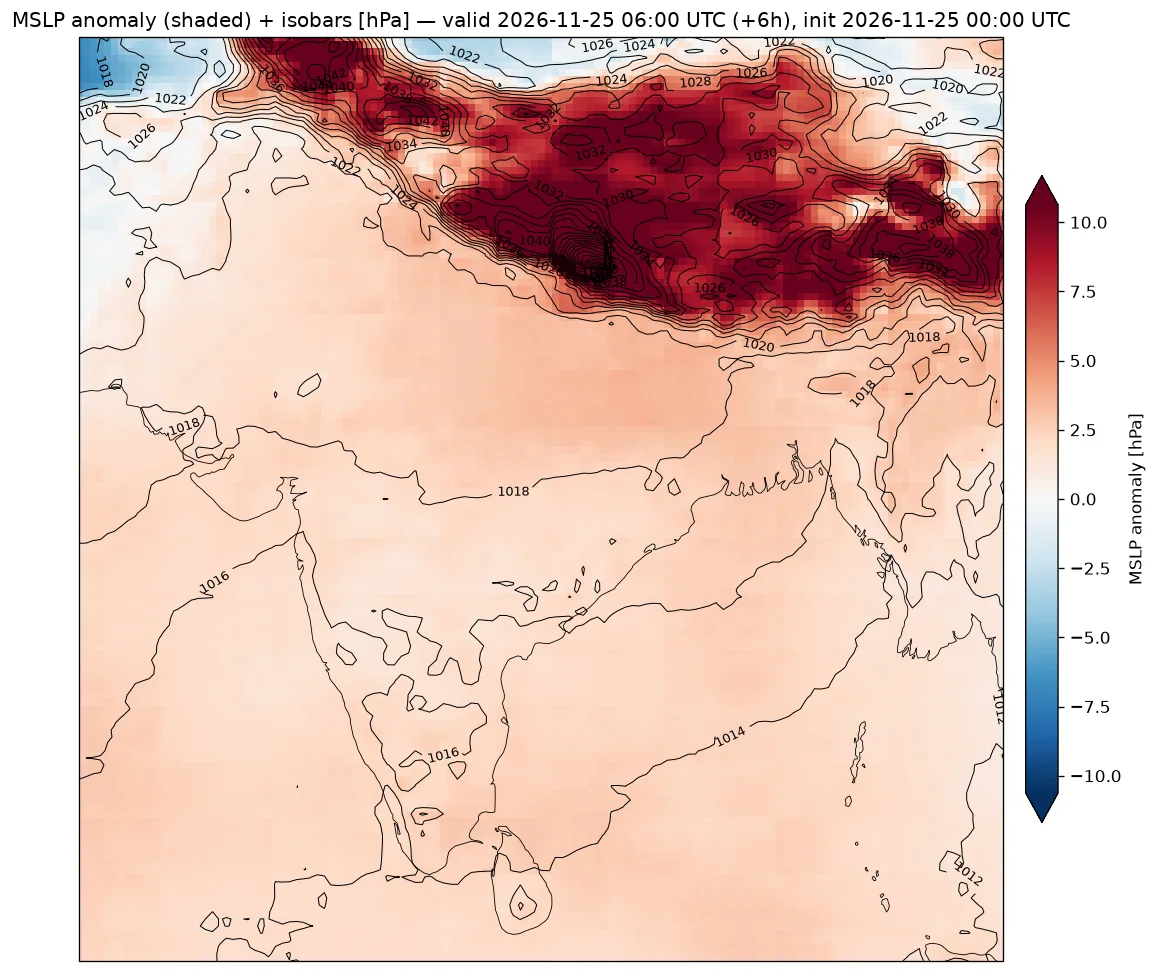 MSLP anomaly (shaded) + isobars [hPa] — valid 2026-11-25 06:00 UTC (+6h), init 2026-11-25 00:00 UTC
1022 1026 1024 1022
1018 1020 1022
1024 1022 1020 1020
1024 1028 1026
1026 1022
1042 1034 1032 1030
1022 1024
1032 1030 1026
1040 1038 1026
1020 1018
1018 1018
1018
1016
1014 1012
1016
1012
10.0
7.5
5.0
2.5
0.0
−2.5
−5.0
−7.5
−10.0
MSLP anomaly [hPa]